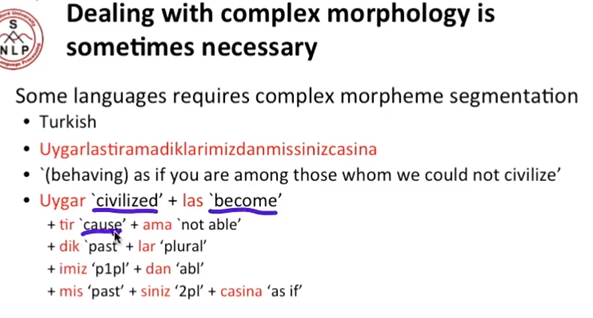 Dealing with complex morphology is
sometimes necessary
S
NLP
Some languages requires complex morpheme segmentation
• Turkish
• Uygarlastiramadiklarimizdanmissinizcasina
• `(behaving) as if you are among those whom we could not civilize’
• Uygar `civilized’ + las `become’
+ tir `cause’ + ama `not able’
+ dik `past’ + lar ‘plural’
+ imiz ‘p1pl’ + dan ‘abl’
+ mis ‘past’ + siniz ‘2pl’ + casina ‘as if’